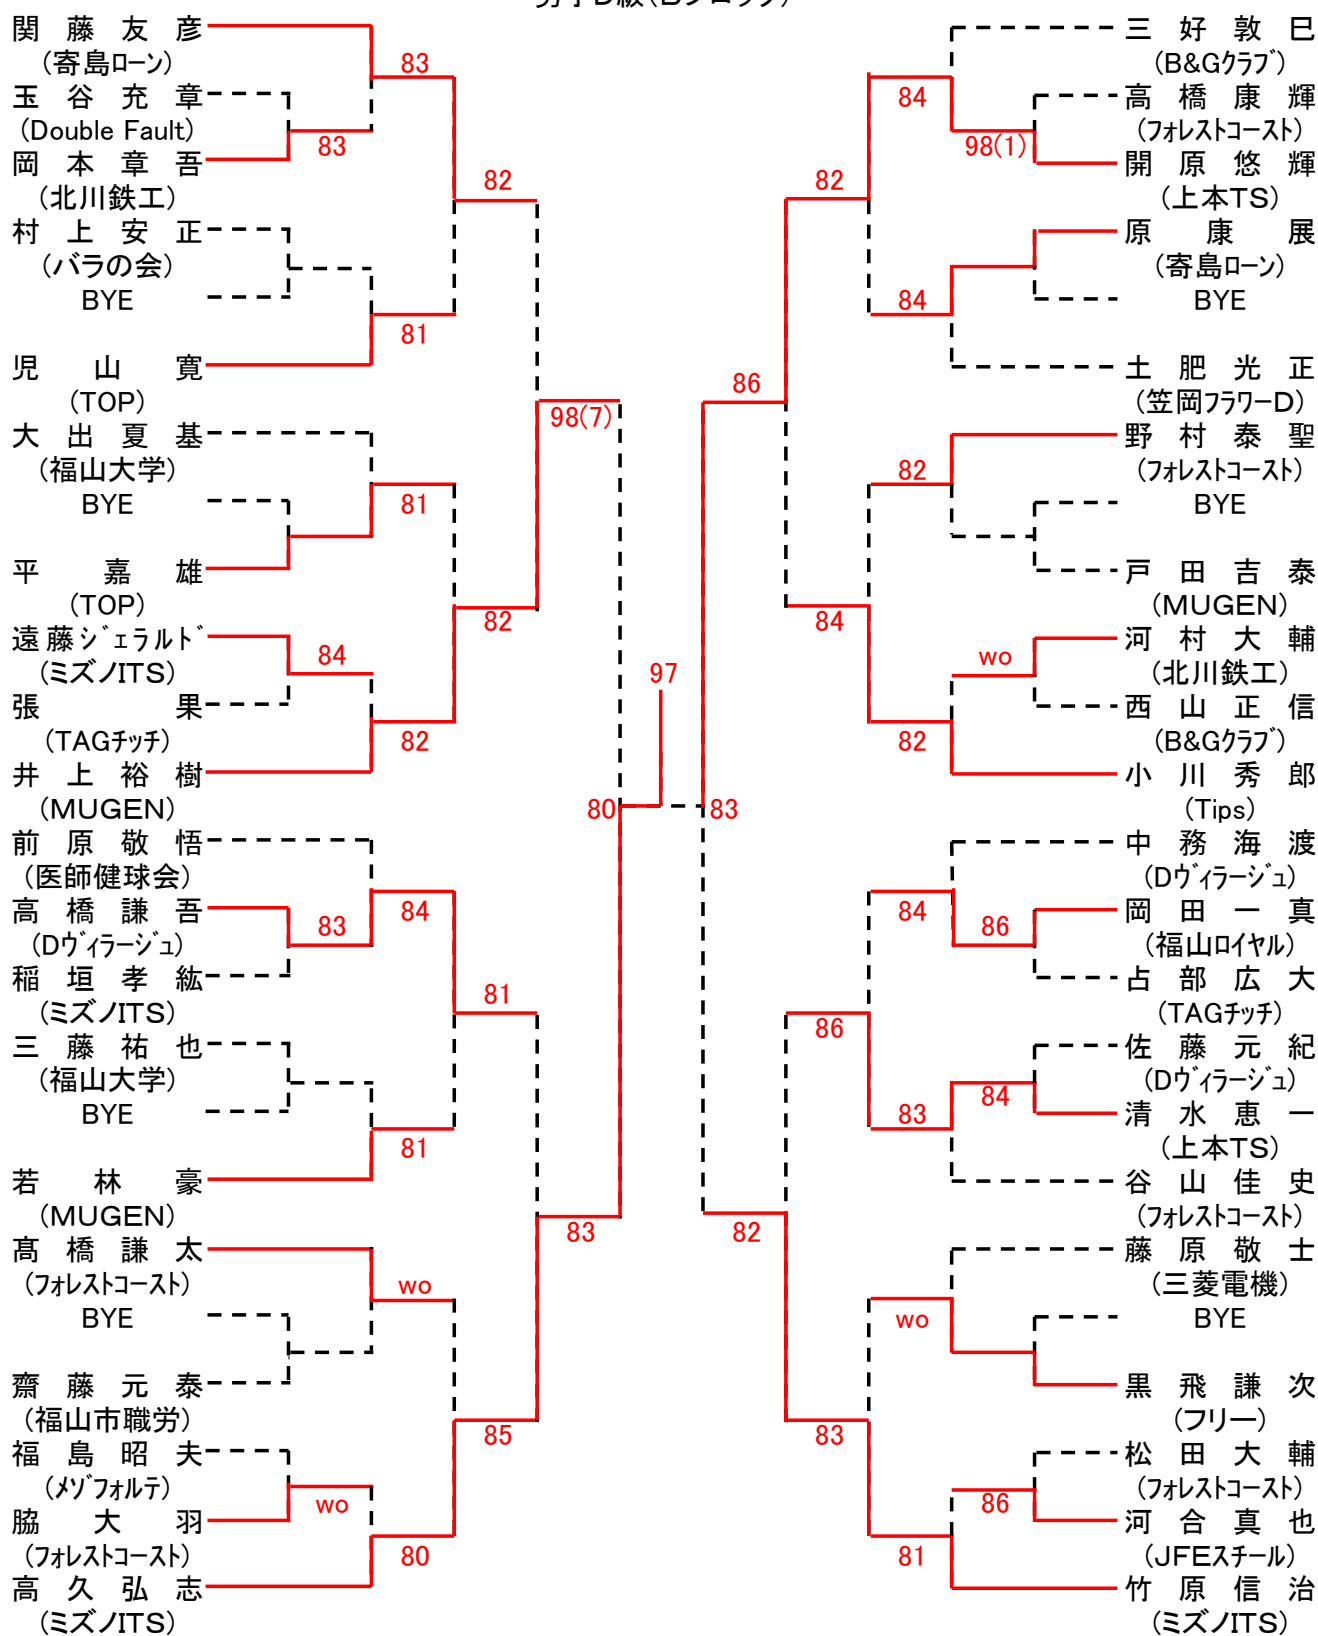 関藤友彦
(寄島ローン)
83
玉谷充章
(Double Fault)
83
岡本章吾
(北川鉄工)
82
村上安正
(バラの会)
BYE
81
児山寛
(TOP)
98(7)
大出夏基
(福山大学)
BYE
81
平嘉雄
(TOP)
82
遠藤ジェラルド
(ミズノITS)
84
張果
(TAGチッチ)
82
井上裕樹
(MUGEN)
80
前原敬悟
(医師健球会)
高橋謙吾
(Dヴィラージュ)
83
84
稲垣孝紘
(ミズノITS)
81
三藤祐也
(福山大学)
BYE
81
若林豪
(MUGEN)
83
髙橋謙太
(フォレストコースト)
wo
BYE
齋藤元泰
(福山市職労)
85
福島昭夫
(メゾフォルテ)
wo
脇大羽
(フォレストコースト)
80
高久弘志
(ミズノITS)
97
三好敦巳
(B&Gクラブ)
84
高橋康輝
(フォレストコースト)
98(1)
開原悠輝
(上本TS)
82
原康展
(寄島ローン)
84
BYE
土肥光正
(笠岡フラワーD)
86
野村泰聖
(フォレストコースト)
82
BYE
戸田吉泰
(MUGEN)
84
河村大輔
(北川鉄工)
wo
西山正信
(B&Gクラブ)
82
小川秀郎
(Tips)
83
中務海渡
(Dヴィラージュ)
84
岡田一真
(福山ロイヤル)
86
占部広大
(TAGチッチ)
86
佐藤元紀
(Dヴィラージュ)
84
83
清水恵一
(上本TS)
谷山佳史
(フォレストコースト)
82
藤原敬士
(三菱電機)
wo
BYE
黒飛謙次
(フリー)
83
松田大輔
(フォレストコースト)
86
河合真也
(JFEスチール)
81
竹原信治
(ミズノITS)